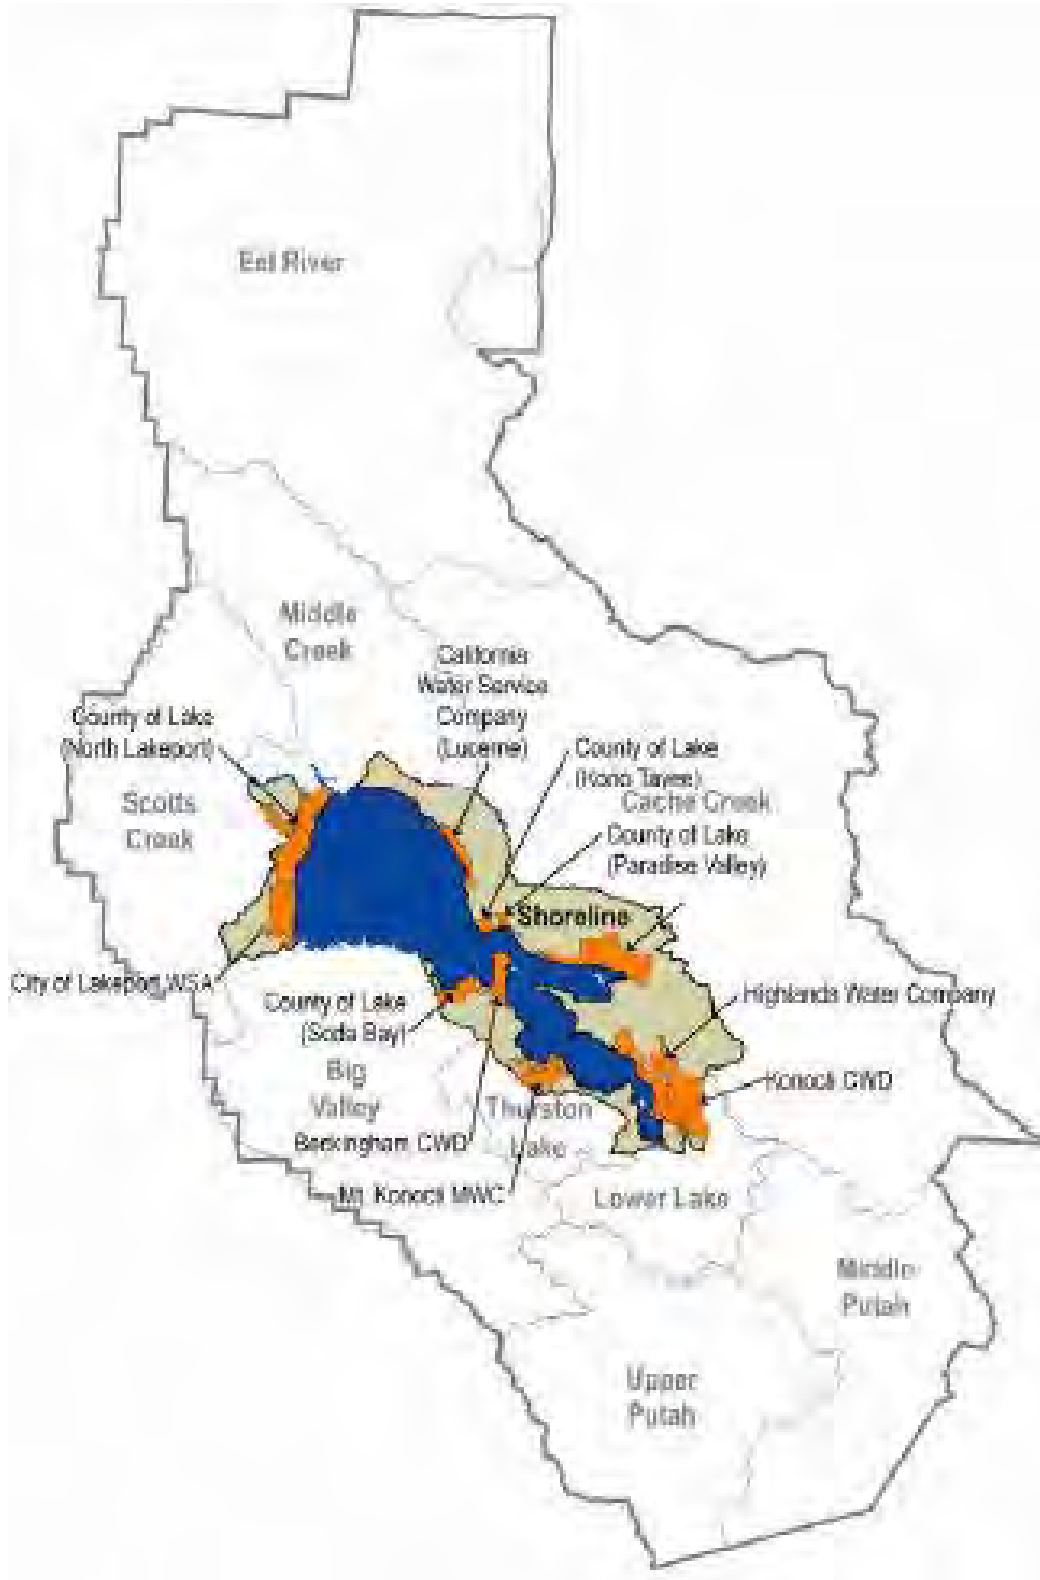 Eel River
Middle
Creek
California
Water Service
Company
(Lucerne)
County of Lake
(North Lakeport)
County of Lake
(Kono Tayee)
Scotts
Creek
Cache Creek
County of Lake
(Paradise Valley)
Shoreline
City of Lakeport WSA
County of Lake
(Soda Bay)
Highlands Water Company
Big
Valley
Konocti CWD
Thurston
Lake
Buckingham CWD
Mt. Konocti MWC
Lower Lake
Middle
Putah
Upper
Putah